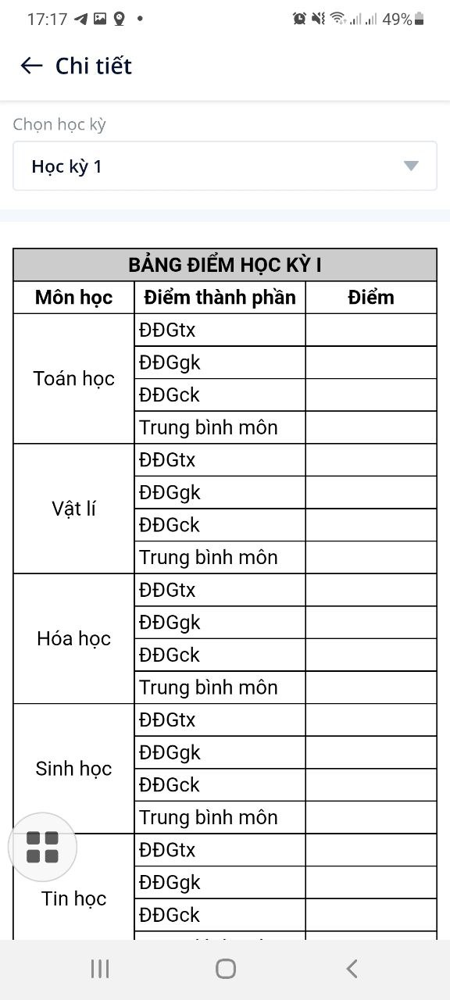 17:17
49%
Chi tiết
Chọn học kỳ
Học kỳ 1
BẢNG ĐIỂM HỌC KỲ I
Môn học Điểm thành phần Điểm
Toán học
ĐĐGtx
ĐĐGgk
ĐĐGck
Trung bình môn
Vật lí
ĐĐGtx
ĐĐGgk
ĐĐGck
Trung bình môn
Hóa học
ĐĐGtx
ĐĐGgk
ĐĐGck
Trung bình môn
Sinh học
ĐĐGtx
ĐĐGgk
ĐĐGck
Trung bình môn
Tin học
ĐĐGtx
ĐĐGgk
ĐĐGck